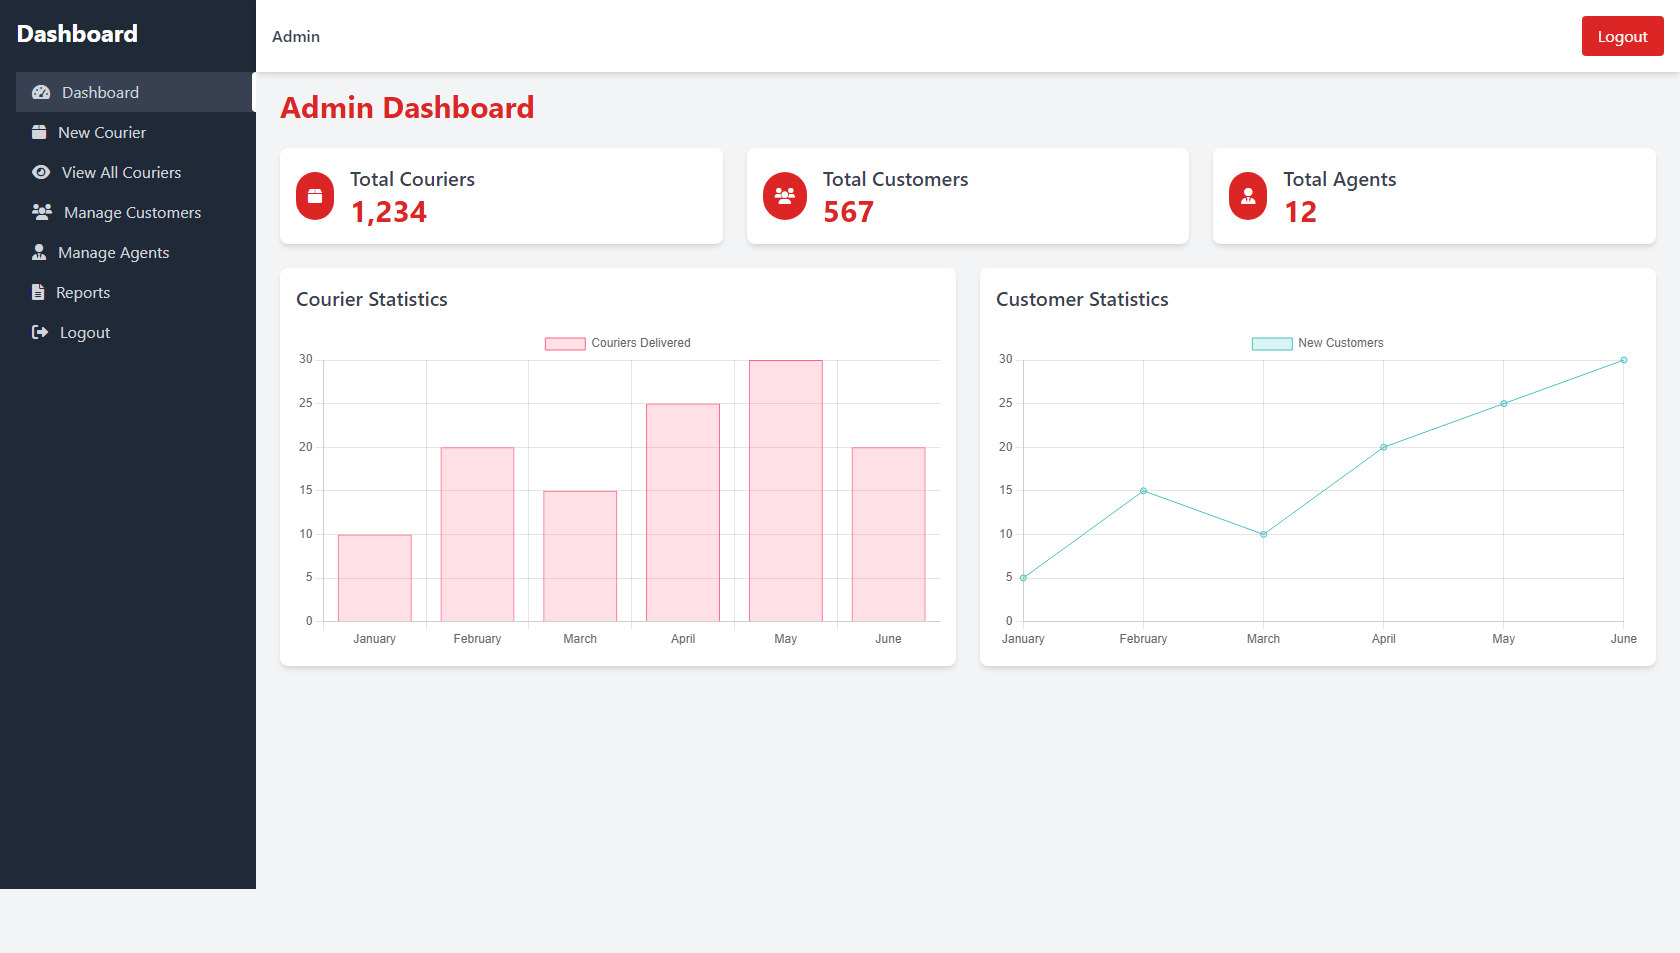 Dashboard
Dashboard
New Courier
View All Couriers
Manage Customers
Manage Agents
Reports
Logout
Admin
Logout
Admin Dashboard
Total Couriers
1,234
Total Customers
567
Total Agents
12
Courier Statistics
Couriers Delivered
30
25
20
15
10
5
0
January February March April May June
Customer Statistics
New Customers
30
25
20
15
10
5
0
January February March April May June